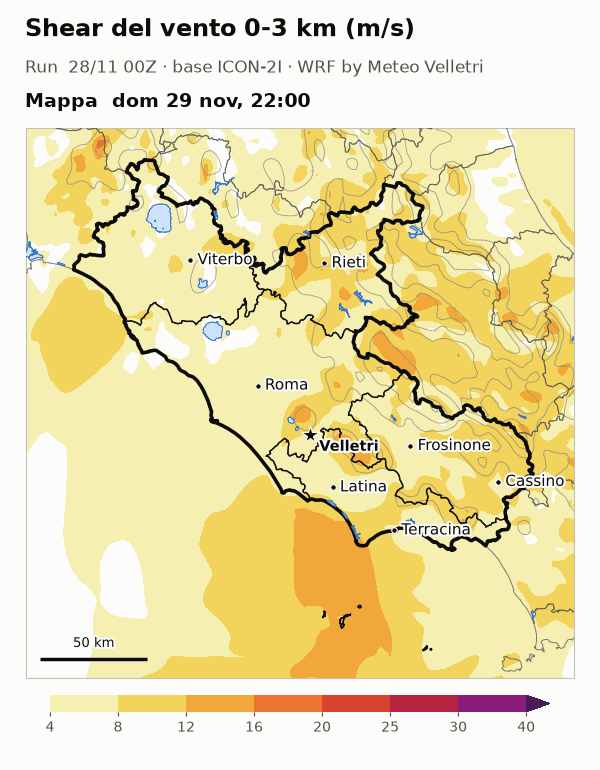 Shear del vento 0-3 km (m/s)
Run  28/11 00Z · base ICON-2I · WRF by Meteo Velletri
Mappa  dom 29 nov, 22:00
Viterbo
Rieti
Roma
Velletri
Frosinone
Latina
Cassino
Terracina
50 km
4 8 12 16 20 25 30 40